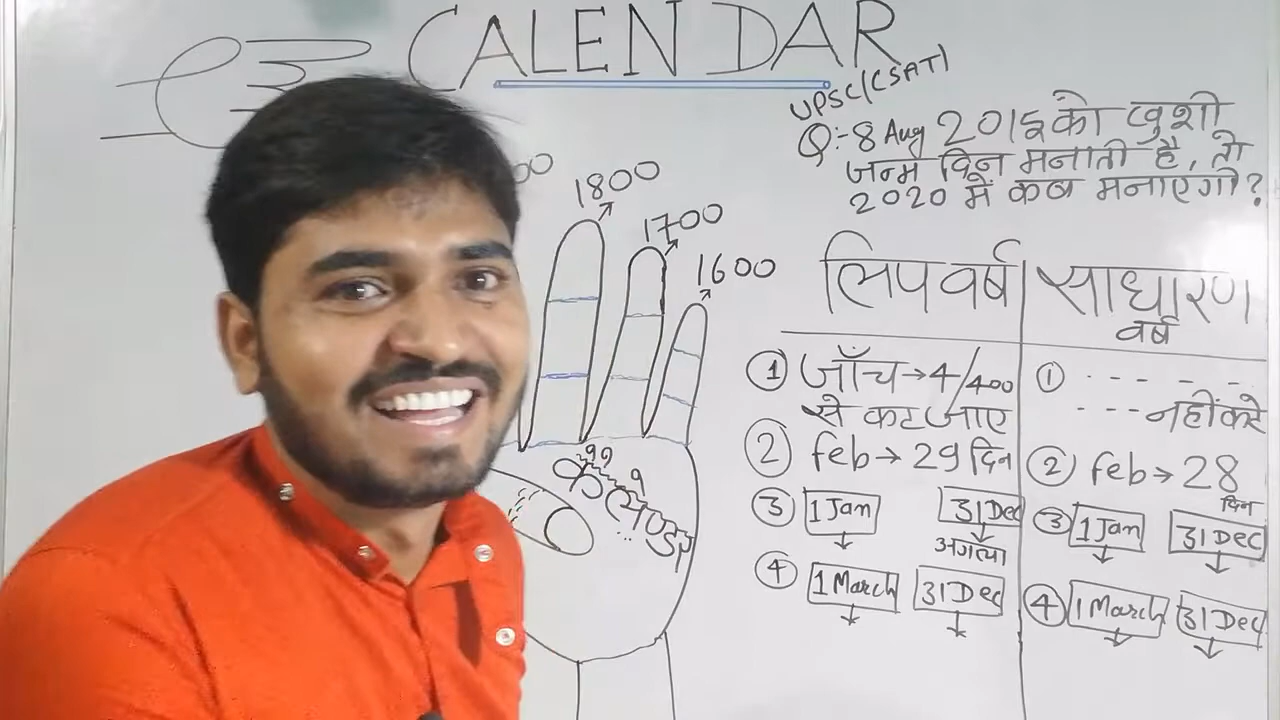 CALENDAR
UPSC(CSAT)
Q:-8 Aug 2015 को खुशी
जन्म दिन मनाती है, तो
2020 में कब मनाएगी?
00
1800
1700
1600
लिप वर्ष
साधारण
वर्ष
① जाँच→4/400
से कट जाए
② feb→29 दिन
③ 1 Jan 31 Dec
अगला
④ 1 March 31 Dec
① - - - - -
- - - नहीं कटे
② feb→28
दिन
③ 1 Jan 31 Dec
④ 1 March 31 Dec